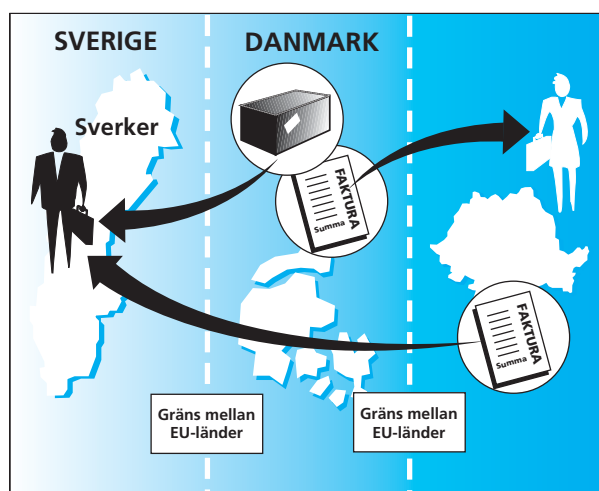 SVERIGE
DANMARK
Sverker
FAKTURA
Summa
FAKTURA
Summa
Gräns mellan
EU-länder
Gräns mellan
EU-länder